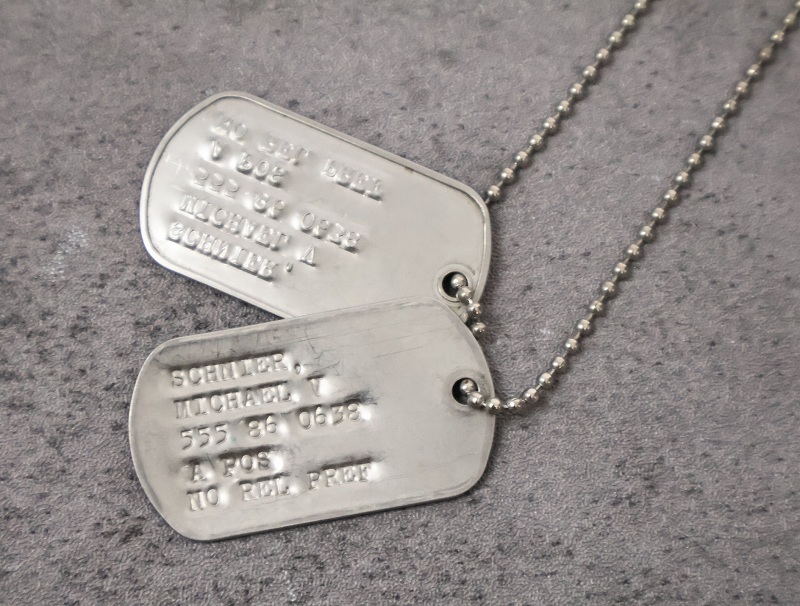 SCHMIER,
MICHAEL V
555 86 0638
A POS
NO REL PREF